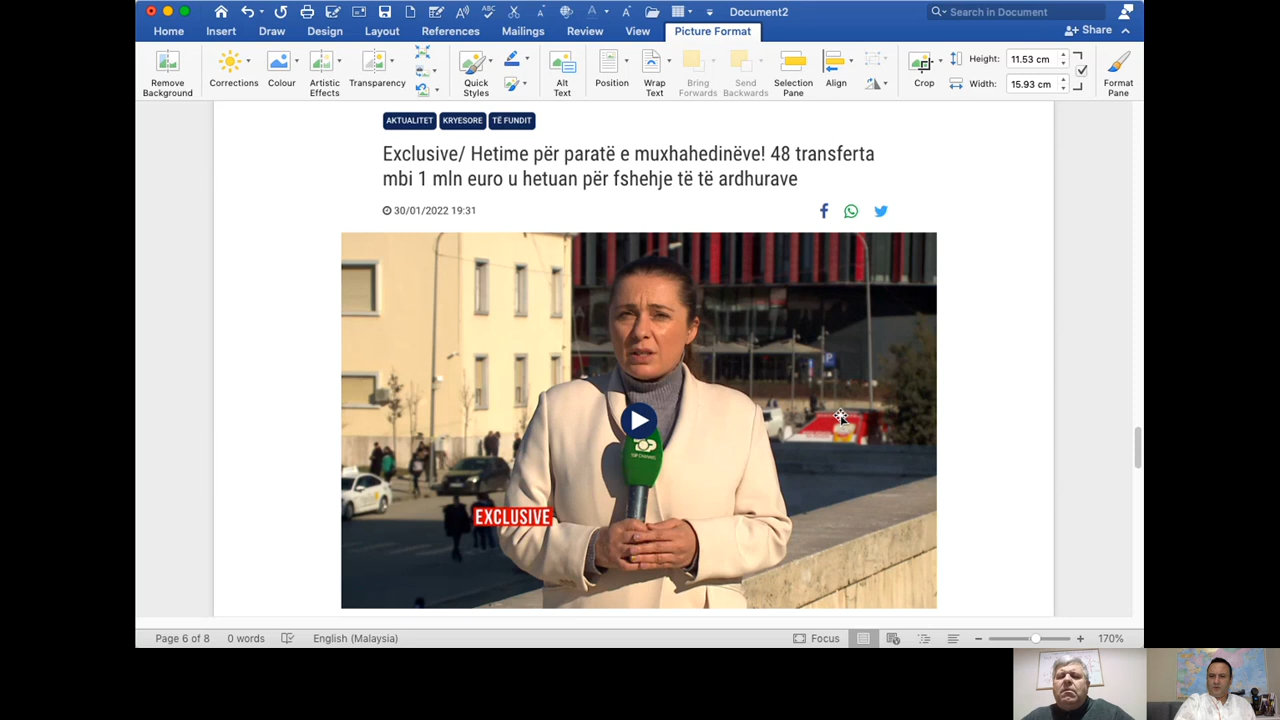 Document2
Search in Document
Home
Insert
Draw
Design
Layout
References
Mailings
Review
View
Picture Format
Share
Remove
Background
Corrections
Colour
Artistic
Effects
Transparency
Quick
Styles
Alt
Text
Position
Wrap
Text
Bring
Forwards
Send
Backwards
Selection
Pane
Align
Crop
Height: 11.53 cm
Width: 15.93 cm
Format
Pane
AKTUALITET
KRYESORE
TË FUNDIT
Exclusive/ Hetime për paratë e muxhahedinëve! 48 transferta
mbi 1 mln euro u hetuan për fshehje të të ardhurave
30/01/2022 19:31
P
TOP CHANNEL
EXCLUSIVE
Page 6 of 8
0 words
English (Malaysia)
Focus
170%